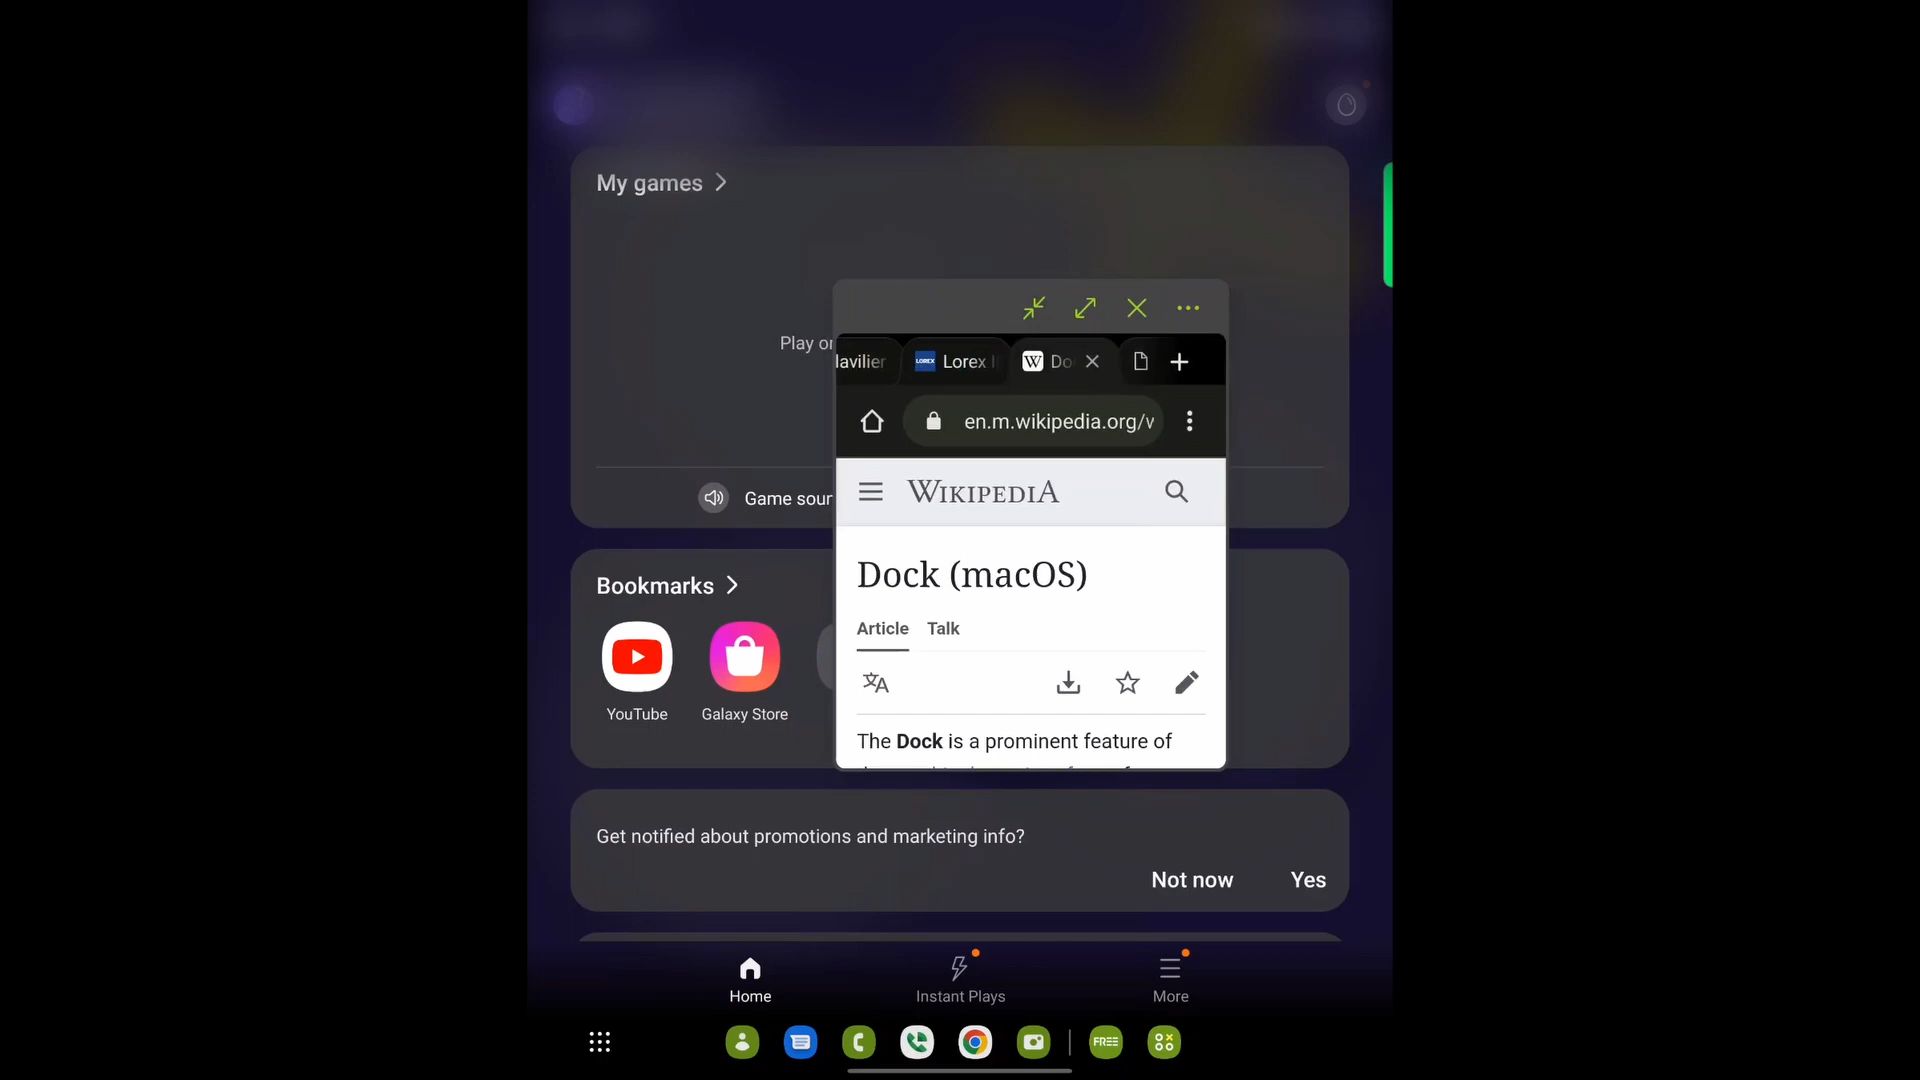 My games
Play or
Game sour
lavilier
LOREX
Lorex I
W
Do
en.m.wikipedia.org/w
WIKIPEDIA
Dock (macOS)
Article
Talk
The Dock is a prominent feature of
Bookmarks
YouTube
Galaxy Store
Get notified about promotions and marketing info?
Not now
Yes
Home
Instant Plays
More
FREE